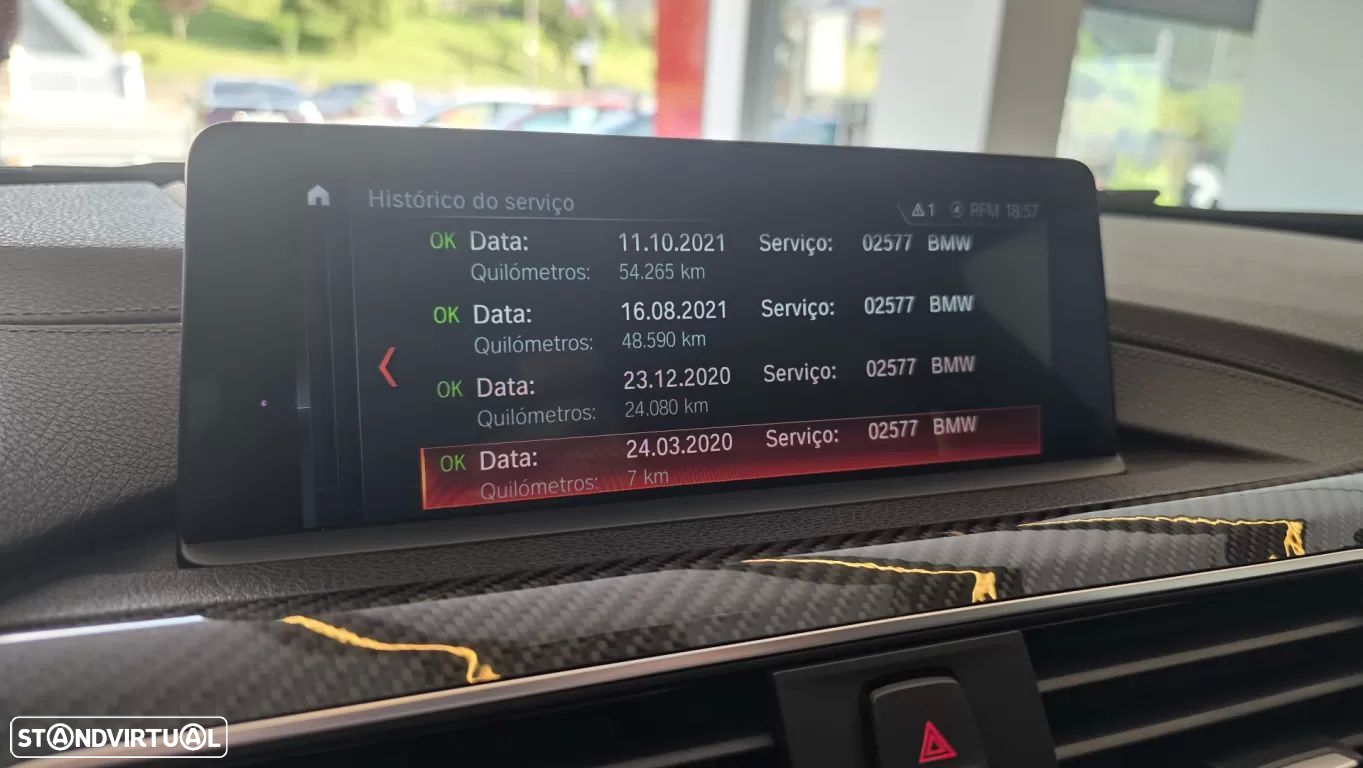 Histórico do serviço
1 RFM 18:57
OK Data: 11.10.2021 Serviço: 02577 BMW
Quilómetros: 54.265 km
OK Data: 16.08.2021 Serviço: 02577 BMW
Quilómetros: 48.590 km
OK Data: 23.12.2020 Serviço: 02577 BMW
Quilómetros: 24.080 km
OK Data: 24.03.2020 Serviço: 02577 BMW
Quilómetros: 7 km
STANDVIRTUAL